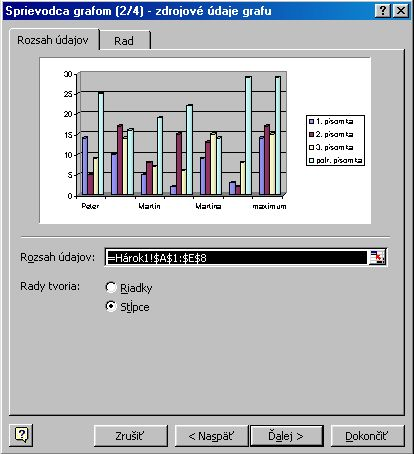 Sprievodca grafom (2/4) - zdrojové údaje grafu
Rozsah údajov
Rad
30
25
20
15
10
5
0
Peter
Martin
Martina
maximum
1. písomka
2. písomka
3. písomka
polr. písomka
Rozsah údajov:
=Hárok1!$A$1:$E$8
Rady tvoria:
Riadky
Stĺpce
Zrušiť
< Naspäť
Ďalej >
Dokončiť